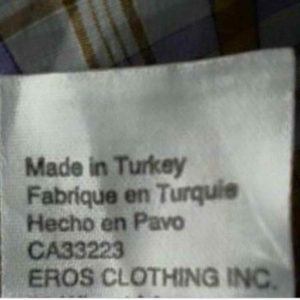 Made in Turkey
Fabrique en Turquie
Hecho en Pavo
CA33223
EROS CLOTHING INC.